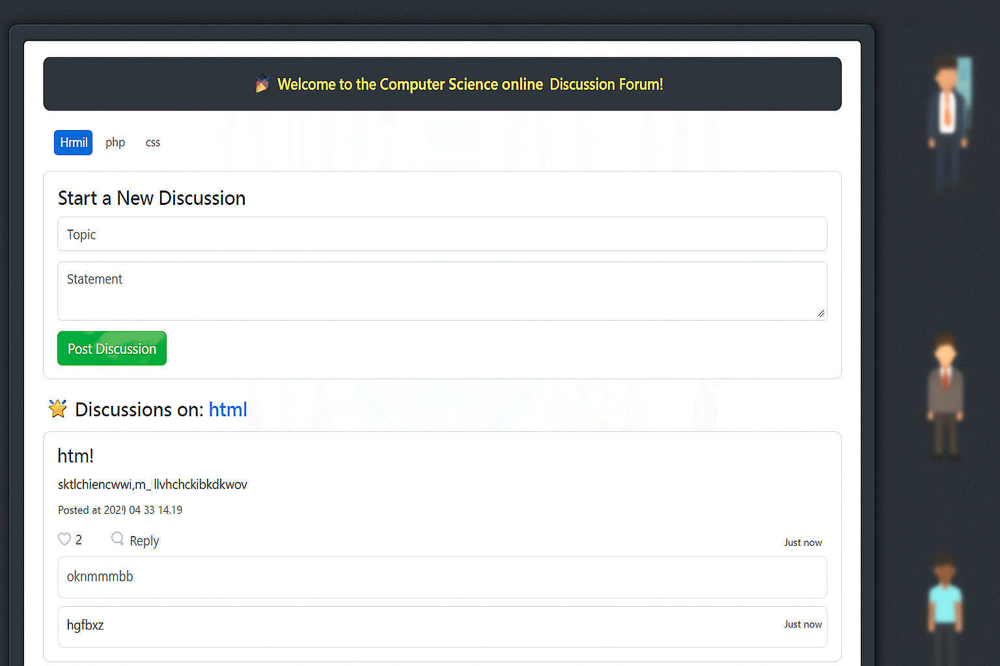 Welcome to the Computer Science online Discussion Forum!
Hrmil php css
Start a New Discussion
Topic
Statement
Post Discussion
Discussions on: html
htm!
sktlchiencwwi,m_llvhchckibkdkwov
Posted at 202!) 04 33 14.19
2 Reply Just now
oknmmmbb
hgfbxz Just now